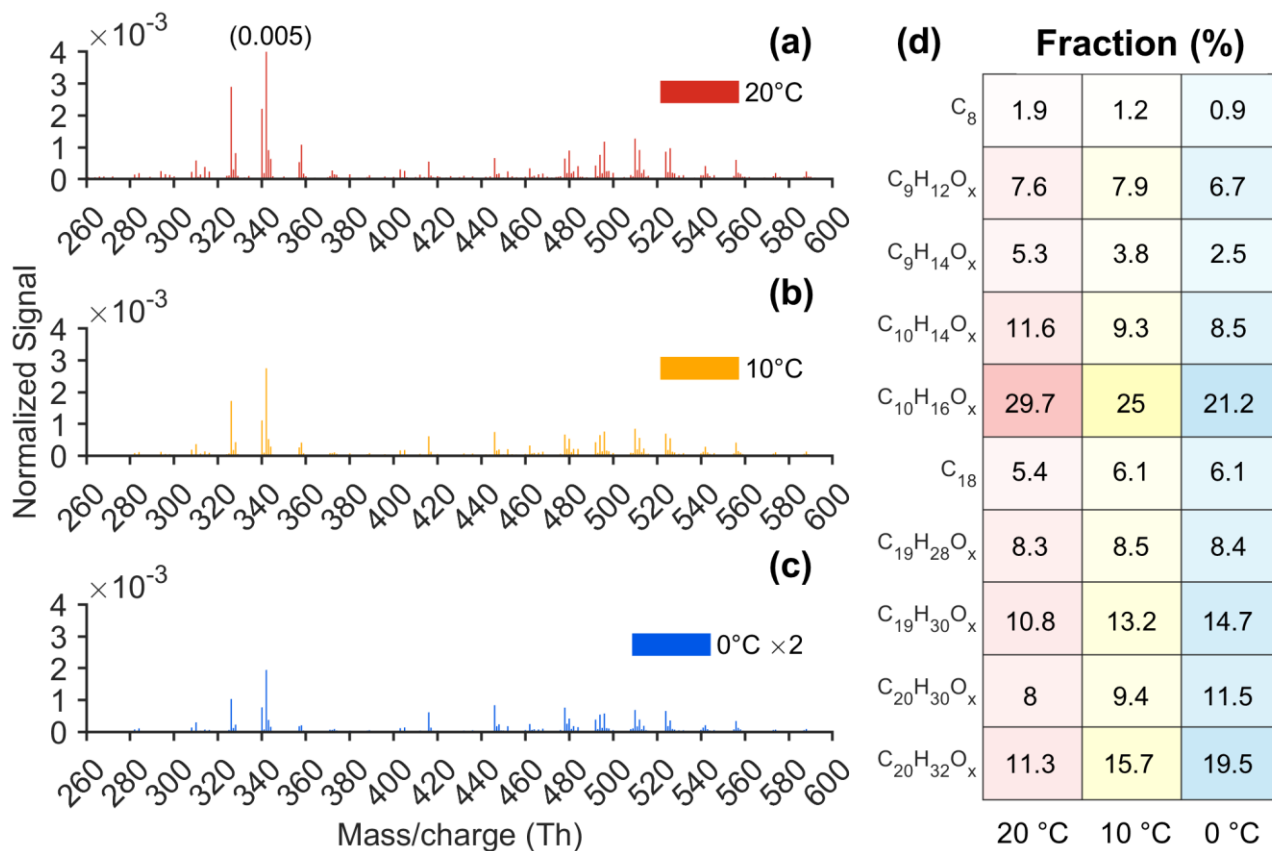 ×10⁻³
(0.005)
(a)
4
3
2
1
0
20°C
260 280 300 320 340 360 380 400 420 440 460 480 500 520 540 560 580 600
×10⁻³
(b)
4
3
2
1
0
10°C
260 280 300 320 340 360 380 400 420 440 460 480 500 520 540 560 580 600
×10⁻³
(c)
4
3
2
1
0
0°C ×2
260 280 300 320 340 360 380 400 420 440 460 480 500 520 540 560 580 600
Normalized Signal
Mass/charge (Th)
(d) Fraction (%)
C₈ 1.9 1.2 0.9
C₉H₁₂Oₓ 7.6 7.9 6.7
C₉H₁₄Oₓ 5.3 3.8 2.5
C₁₀H₁₄Oₓ 11.6 9.3 8.5
C₁₀H₁₆Oₓ 29.7 25 21.2
C₁₈ 5.4 6.1 6.1
C₁₉H₂₈Oₓ 8.3 8.5 8.4
C₁₉H₃₀Oₓ 10.8 13.2 14.7
C₂₀H₃₀Oₓ 8 9.4 11.5
C₂₀H₃₂Oₓ 11.3 15.7 19.5
20 °C 10 °C 0 °C